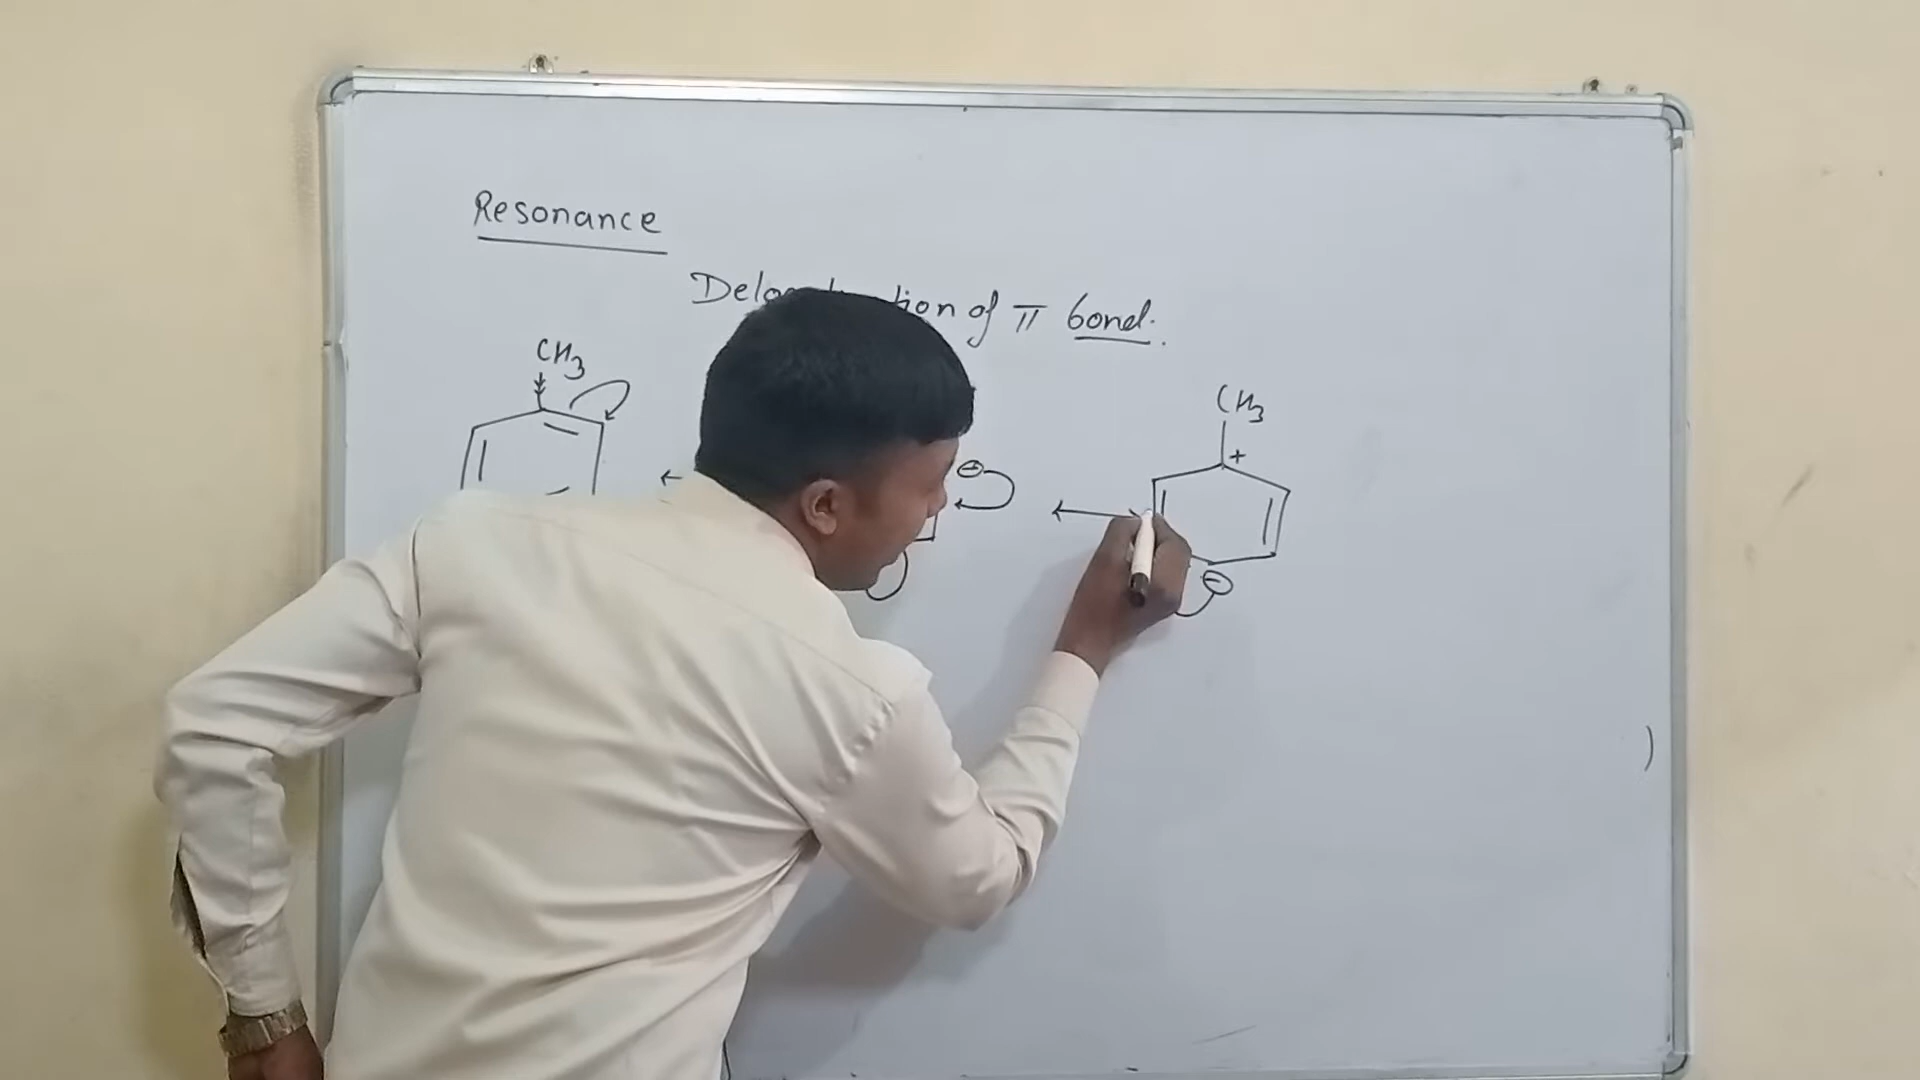 Resonance
of π bond.
CH3
CH3
+
⊖
⊖